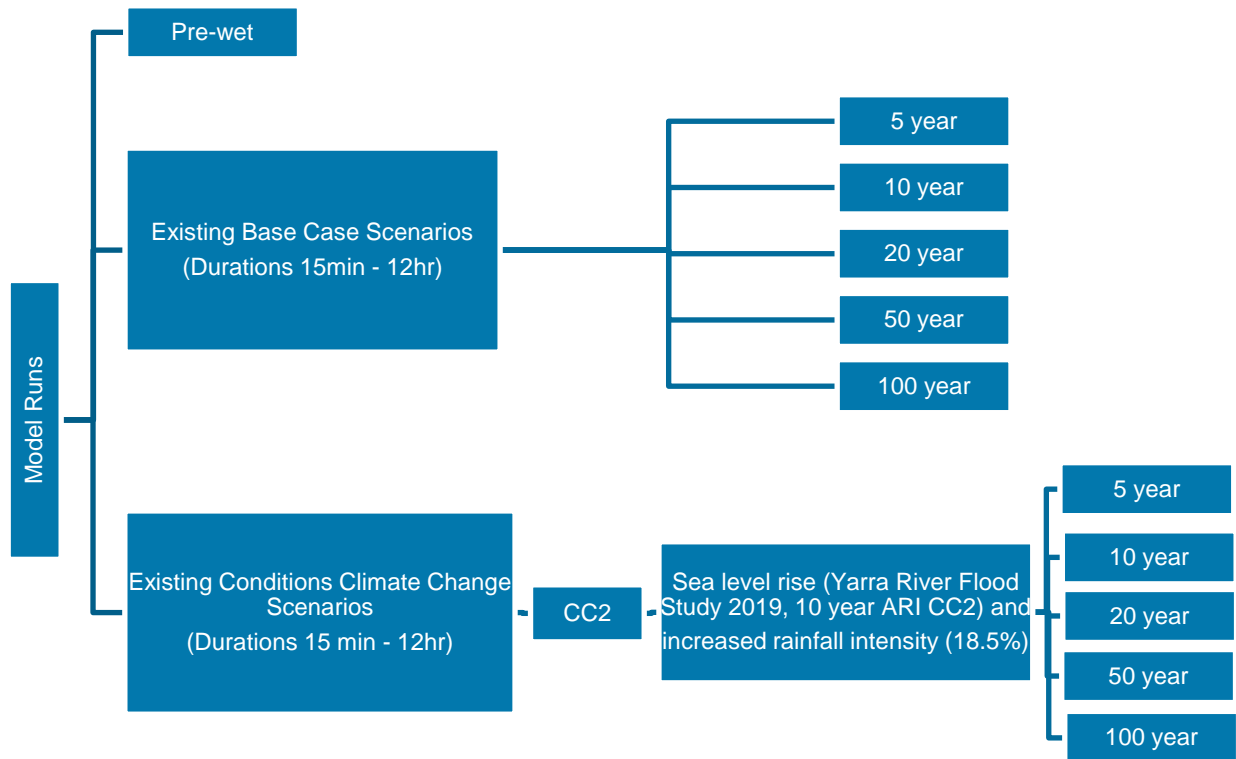 Model Runs
Pre-wet
Existing Base Case Scenarios
(Durations 15min - 12hr)
5 year
10 year
20 year
50 year
100 year
Existing Conditions Climate Change
Scenarios
(Durations 15 min - 12hr)
CC2
Sea level rise (Yarra River Flood
Study 2019, 10 year ARI CC2) and
increased rainfall intensity (18.5%)
5 year
10 year
20 year
50 year
100 year